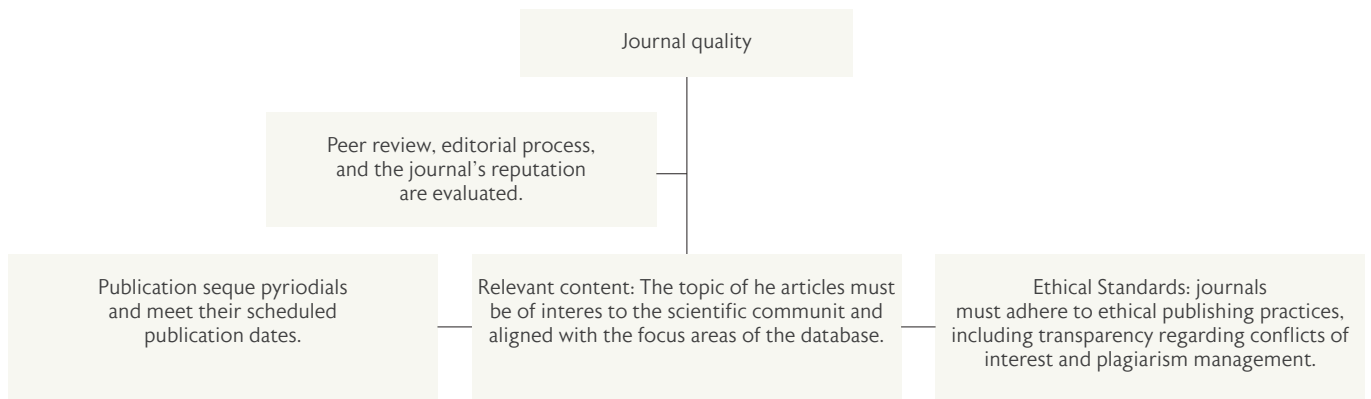 Journal quality
Peer review, editorial process,
and the journal's reputation
are evaluated.
Publication seque pyriodials
and meet their scheduled
publication dates.
Relevant content: The topic of he articles must
be of interes to the scientific communit and
aligned with the focus areas of the database.
Ethical Standards: journals
must adhere to ethical publishing practices,
including transparency regarding conflicts of
interest and plagiarism management.